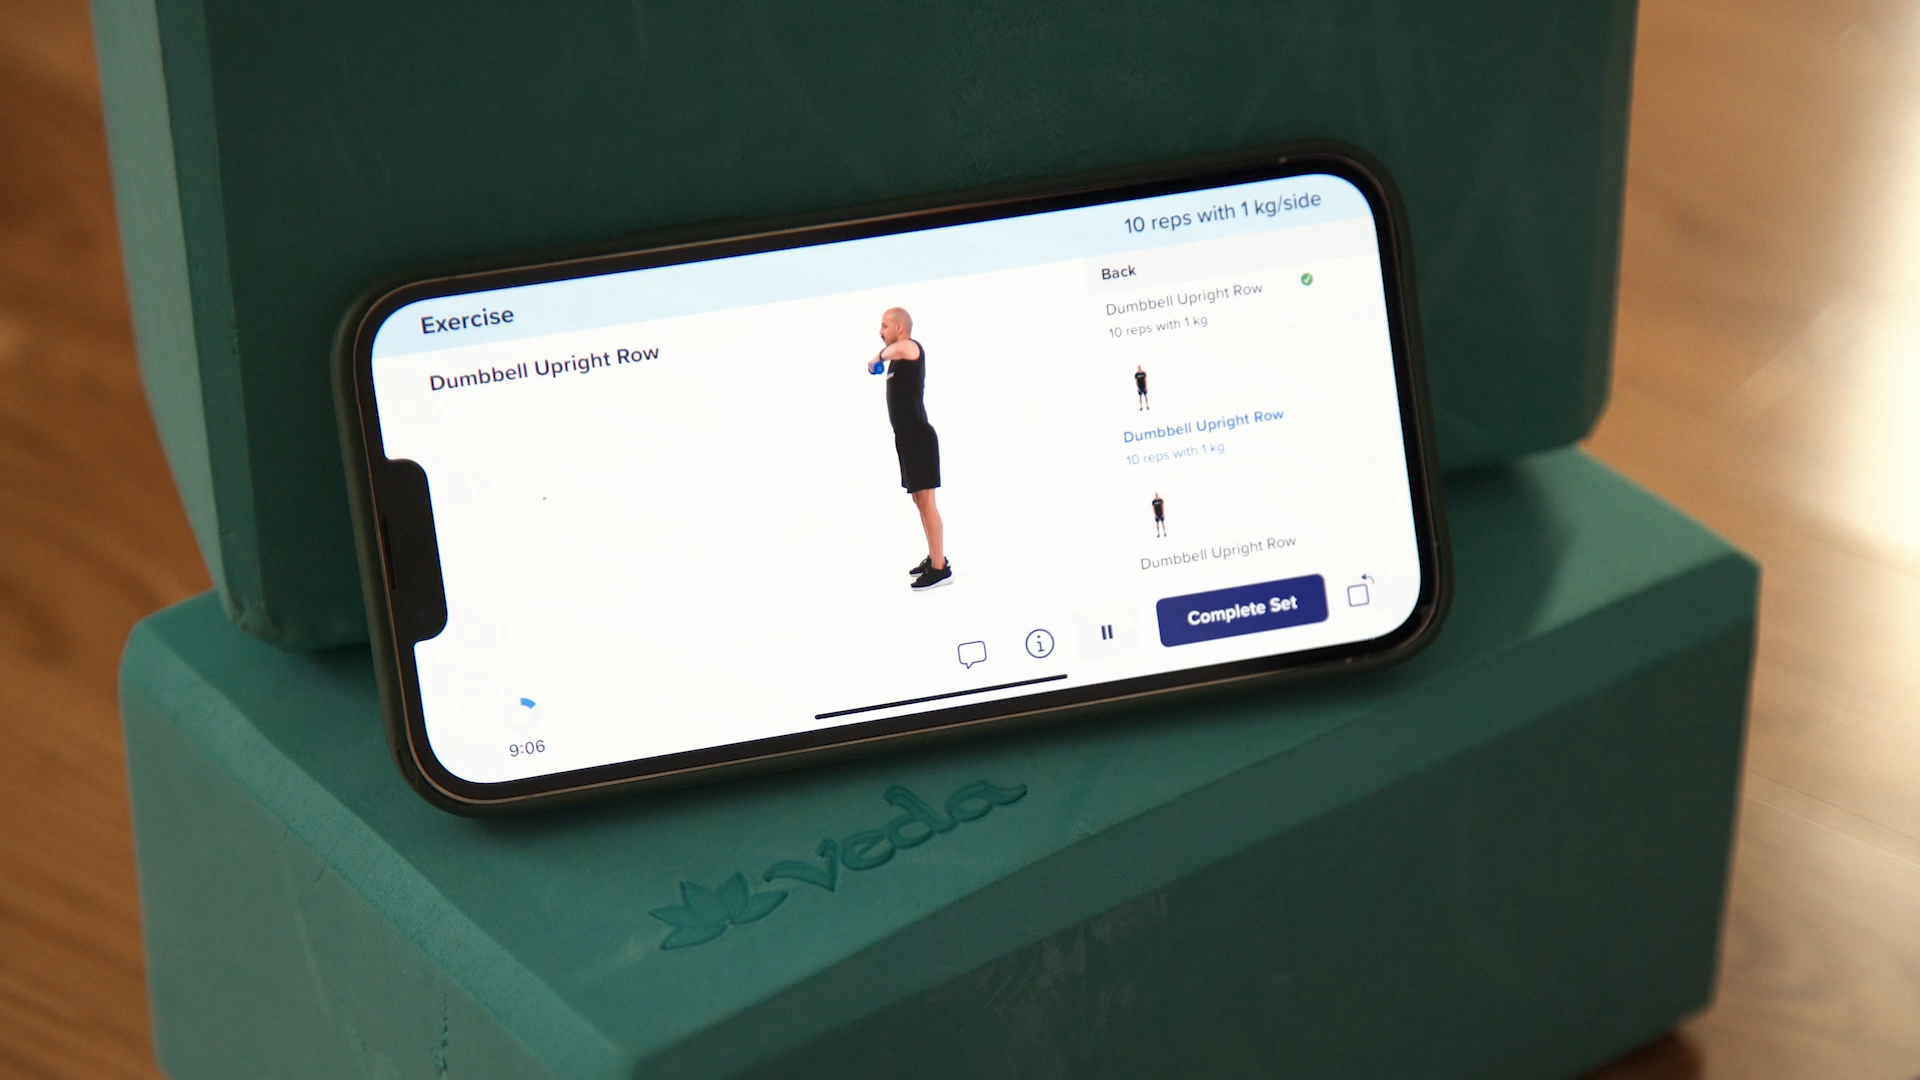 10 reps with 1 kg/side
Exercise
Dumbbell Upright Row
Back
Dumbbell Upright Row
10 reps with 1 kg
Dumbbell Upright Row
10 reps with 1 kg
Dumbbell Upright Row
Complete Set
9:06
veda